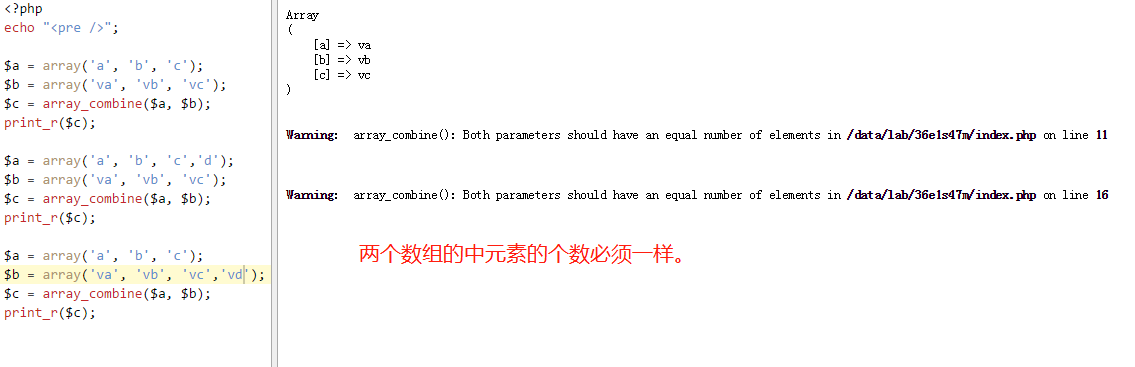 <?php
echo "<pre />";
$a = array('a', 'b', 'c');
$b = array('va', 'vb', 'vc');
$c = array_combine($a, $b);
print_r($c);
$a = array('a', 'b', 'c','d');
$b = array('va', 'vb', 'vc');
$c = array_combine($a, $b);
print_r($c);
$a = array('a', 'b', 'c');
$b = array('va', 'vb', 'vc','vd');
$c = array_combine($a, $b);
print_r($c);
Array
(
[a] => va
[b] => vb
[c] => vc
)
Warning: array_combine(): Both parameters should have an equal number of elements in /data/lab/36e1s47m/index.php on line 11
Warning: array_combine(): Both parameters should have an equal number of elements in /data/lab/36e1s47m/index.php on line 16
两个数组的中元素的个数必须一样。